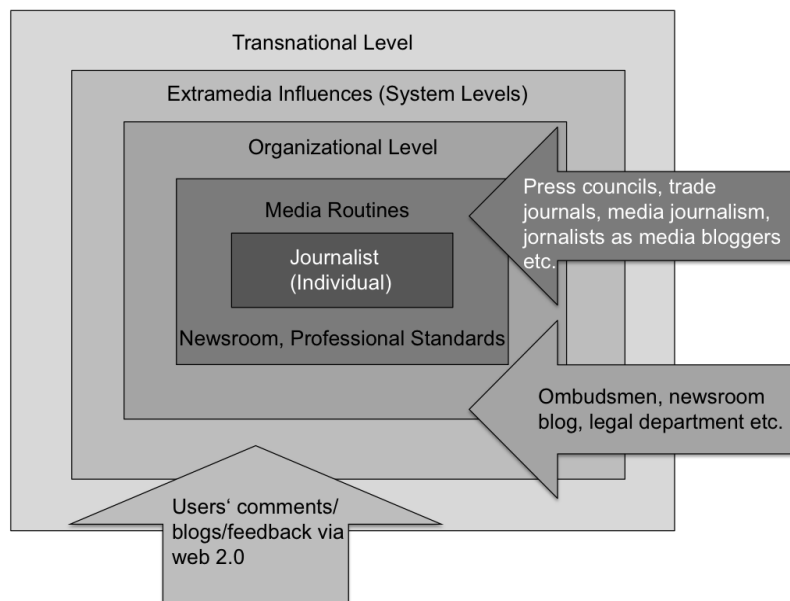 Transnational Level
Extramedia Influences (System Levels)
Organizational Level
Media Routines
Journalist
(Individual)
Newsroom, Professional Standards
Press councils, trade
journals, media journalism,
jornalists as media bloggers
etc.
Ombudsmen, newsroom
blog, legal department etc.
Users‘ comments/
blogs/feedback via
web 2.0